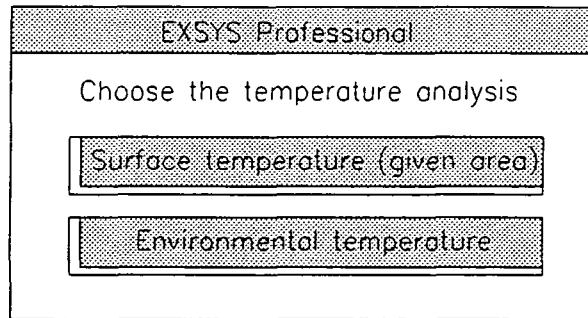 EXSYS Professional
Choose the temperature analysis
Surface temperature (given area)
Environmental temperature